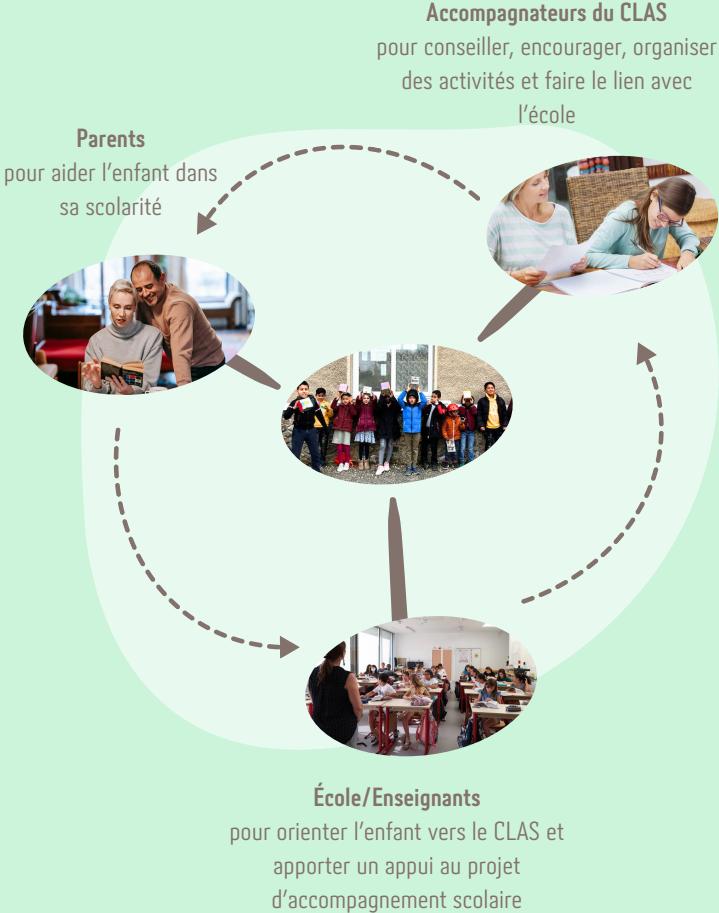 Accompagnateurs du CLAS
pour conseiller, encourager, organiser
des activités et faire le lien avec
l'école
Parents
pour aider l'enfant dans
sa scolarité
École/Enseignants
pour orienter l'enfant vers le CLAS et
apporter un appui au projet
d'accompagnement scolaire